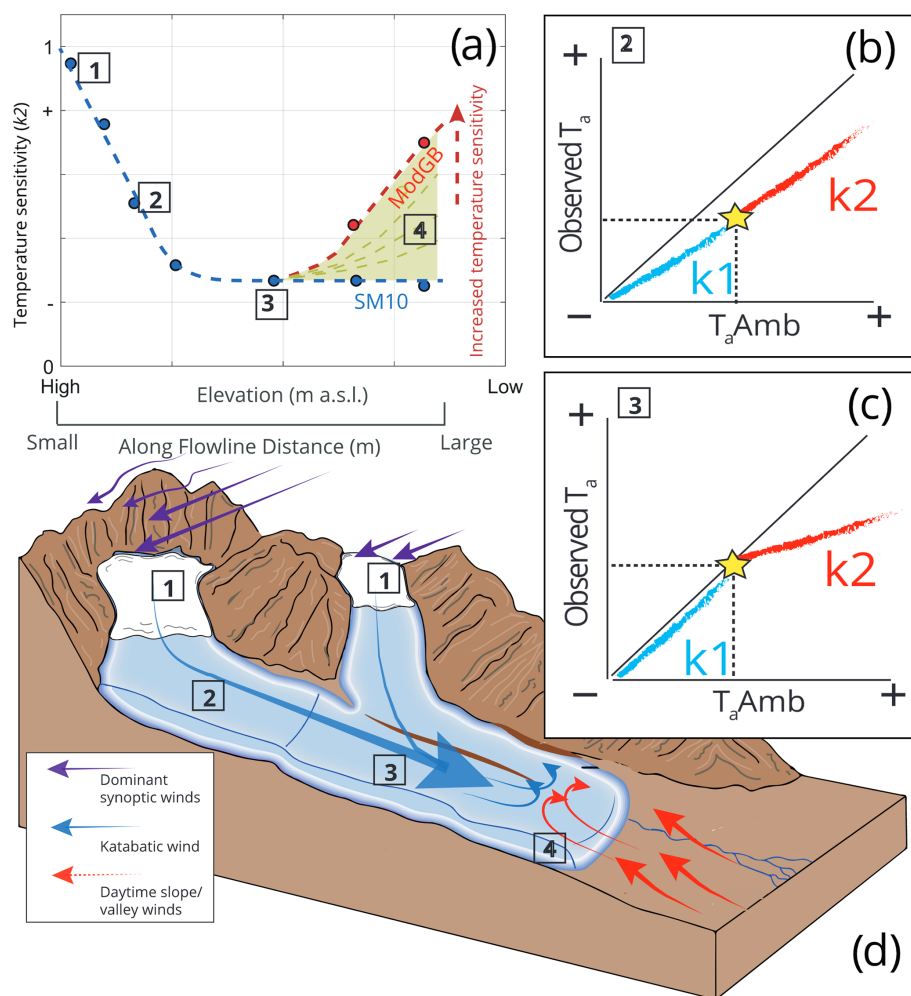 (a)
1
+
-
0
Temperature sensitivity (k2)
1
2
3
4
ModGB
SM10
Increased temperature sensitivity
High
Elevation (m a.s.l.)
Low
Small
Along Flowline Distance (m)
Large
2
(b)
+
Observed Ta
k2
k1
−
TaAmb
+
3
(c)
+
Observed Ta
k2
k1
−
TaAmb
+
1
1
2
3
4
Dominant
synoptic winds
Katabatic wind
Daytime slope/
valley winds
(d)